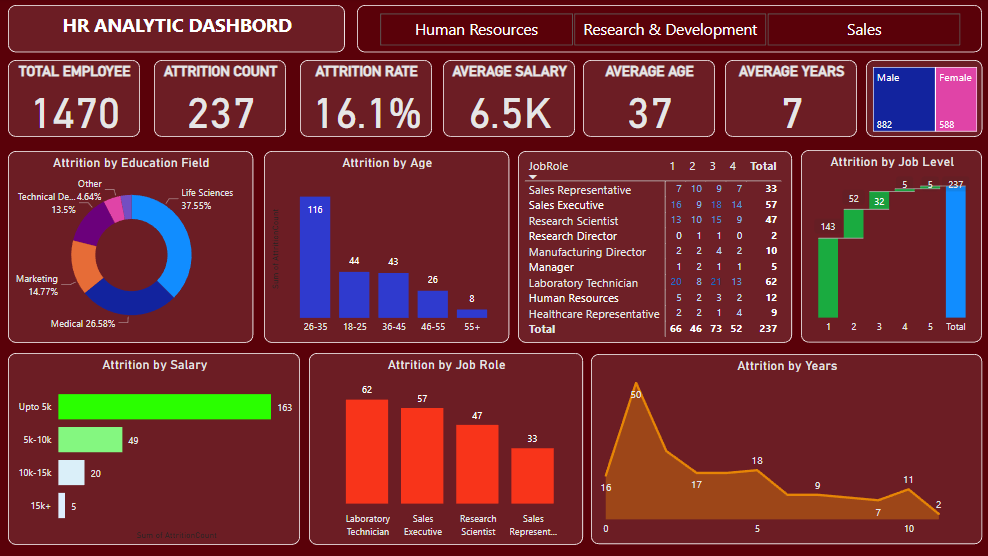 HR ANALYTIC DASHBORD
Human Resources Research & Development Sales
TOTAL EMPLOYEE
1470
ATTRITION COUNT
237
ATTRITION RATE
16.1%
AVERAGE SALARY
6.5K
AVERAGE AGE
37
AVERAGE YEARS
7
Male Female
882 588
Attrition by Education Field
Other
4.64%
Technical De...
13.5%
Life Sciences
37.55%
Marketing
14.77%
Medical 26.58%
Attrition by Age
116
44
43
26
8
26-35 18-25 36-45 46-55 55+
JobRole 1 2 3 4 Total
Sales Representative 7 10 9 7 33
Sales Executive 16 9 18 14 57
Research Scientist 13 10 15 9 47
Research Director 0 1 1 0 2
Manufacturing Director 2 2 4 2 10
Manager 1 2 1 1 5
Laboratory Technician 20 8 21 13 62
Human Resources 5 2 3 2 12
Healthcare Representative 2 2 1 4 9
Total 66 46 73 52 237
Attrition by Job Level
143
52
32
5
5
237
1 2 3 4 5 Total
Attrition by Salary
Upto 5k 163
5k-10k 49
10k-15k 20
15k+ 5
Attrition by Job Role
62
57
47
33
Laboratory Technician
Sales Executive
Research Scientist
Sales Represent...
Attrition by Years
50
16
17
18
9
7
11
2
0 5 10